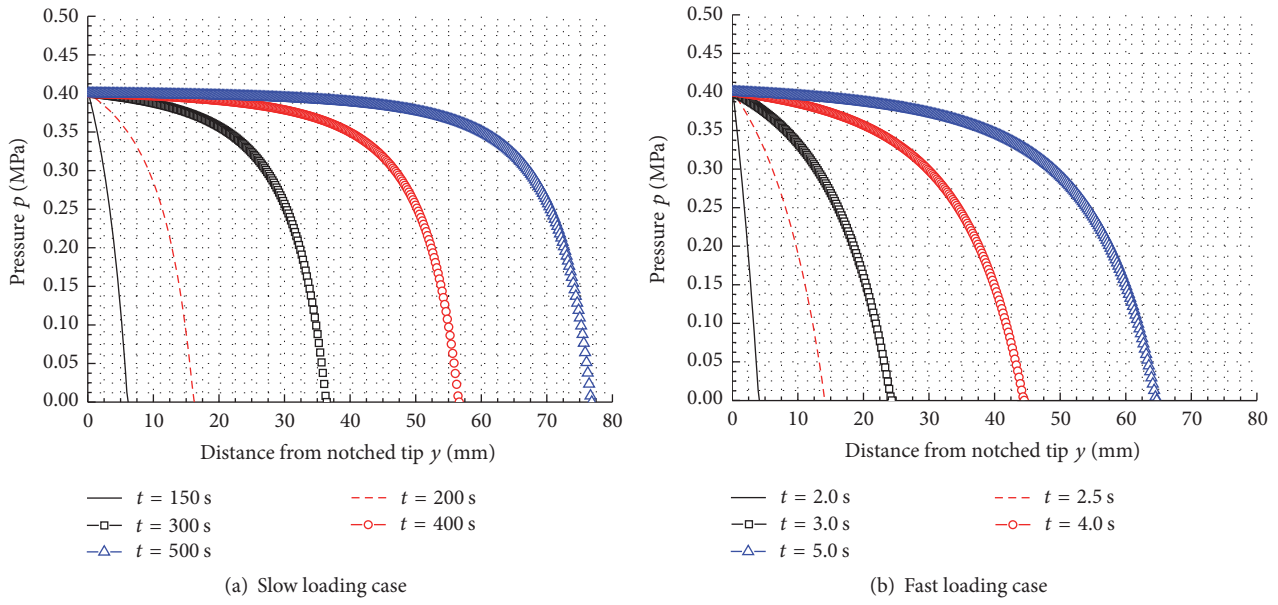 0.50
0.45
0.40
0.35
0.30
0.25
0.20
0.15
0.10
0.05
0.00
Pressure p (MPa)
0 10 20 30 40 50 60 70 80
Distance from notched tip y (mm)
t = 150 s
t = 200 s
t = 300 s
t = 400 s
t = 500 s
(a) Slow loading case
0.50
0.45
0.40
0.35
0.30
0.25
0.20
0.15
0.10
0.05
0.00
Pressure p (MPa)
0 10 20 30 40 50 60 70 80
Distance from notched tip y (mm)
t = 2.0 s
t = 2.5 s
t = 3.0 s
t = 4.0 s
t = 5.0 s
(b) Fast loading case